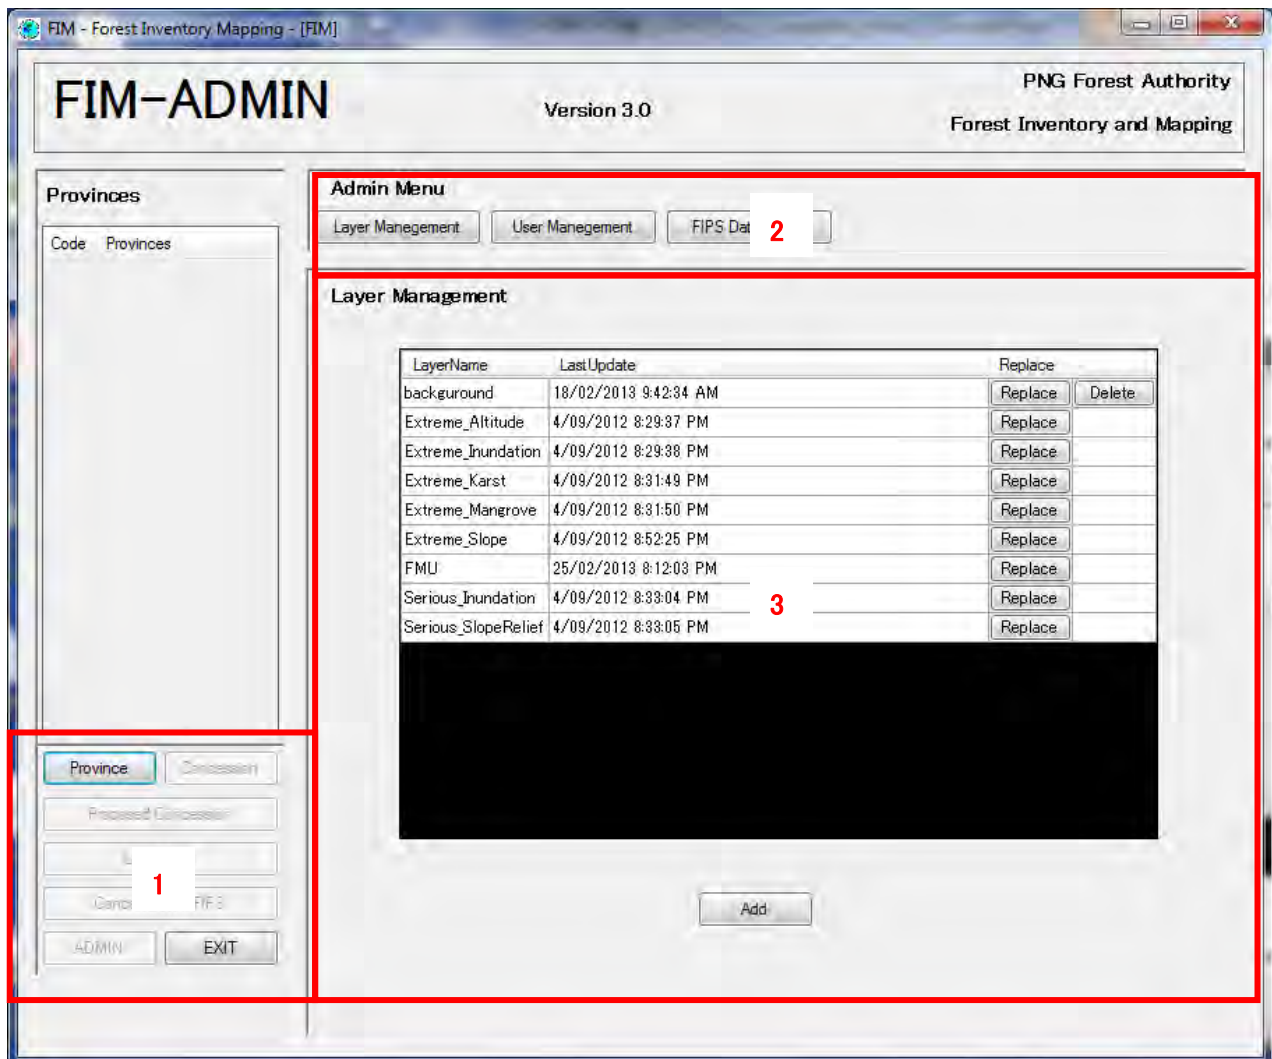 FIM - Forest Inventory Mapping - [FIM]
FIM-ADMIN
Version 3.0
PNG Forest Authority
Forest Inventory and Mapping
Provinces
Code Provinces
Admin Menu
Layer Manegement User Manegement FIPS Dat
2
Layer Management
LayerName LastUpdate Replace
backguround 18/02/2013 9:42:34 AM Replace Delete
Extreme_Altitude 4/09/2012 8:29:37 PM Replace
Extreme_Inundation 4/09/2012 8:29:38 PM Replace
Extreme_Karst 4/09/2012 8:31:49 PM Replace
Extreme_Mangrove 4/09/2012 8:31:50 PM Replace
Extreme_Slope 4/09/2012 8:52:25 PM Replace
FMU 25/02/2013 8:12:03 PM Replace
Serious_Inundation 4/09/2012 8:33:04 PM Replace
Serious_SlopeRelief 4/09/2012 8:33:05 PM Replace
3
Add
Province Concession
Proposed Concession
1
ADMIN EXIT